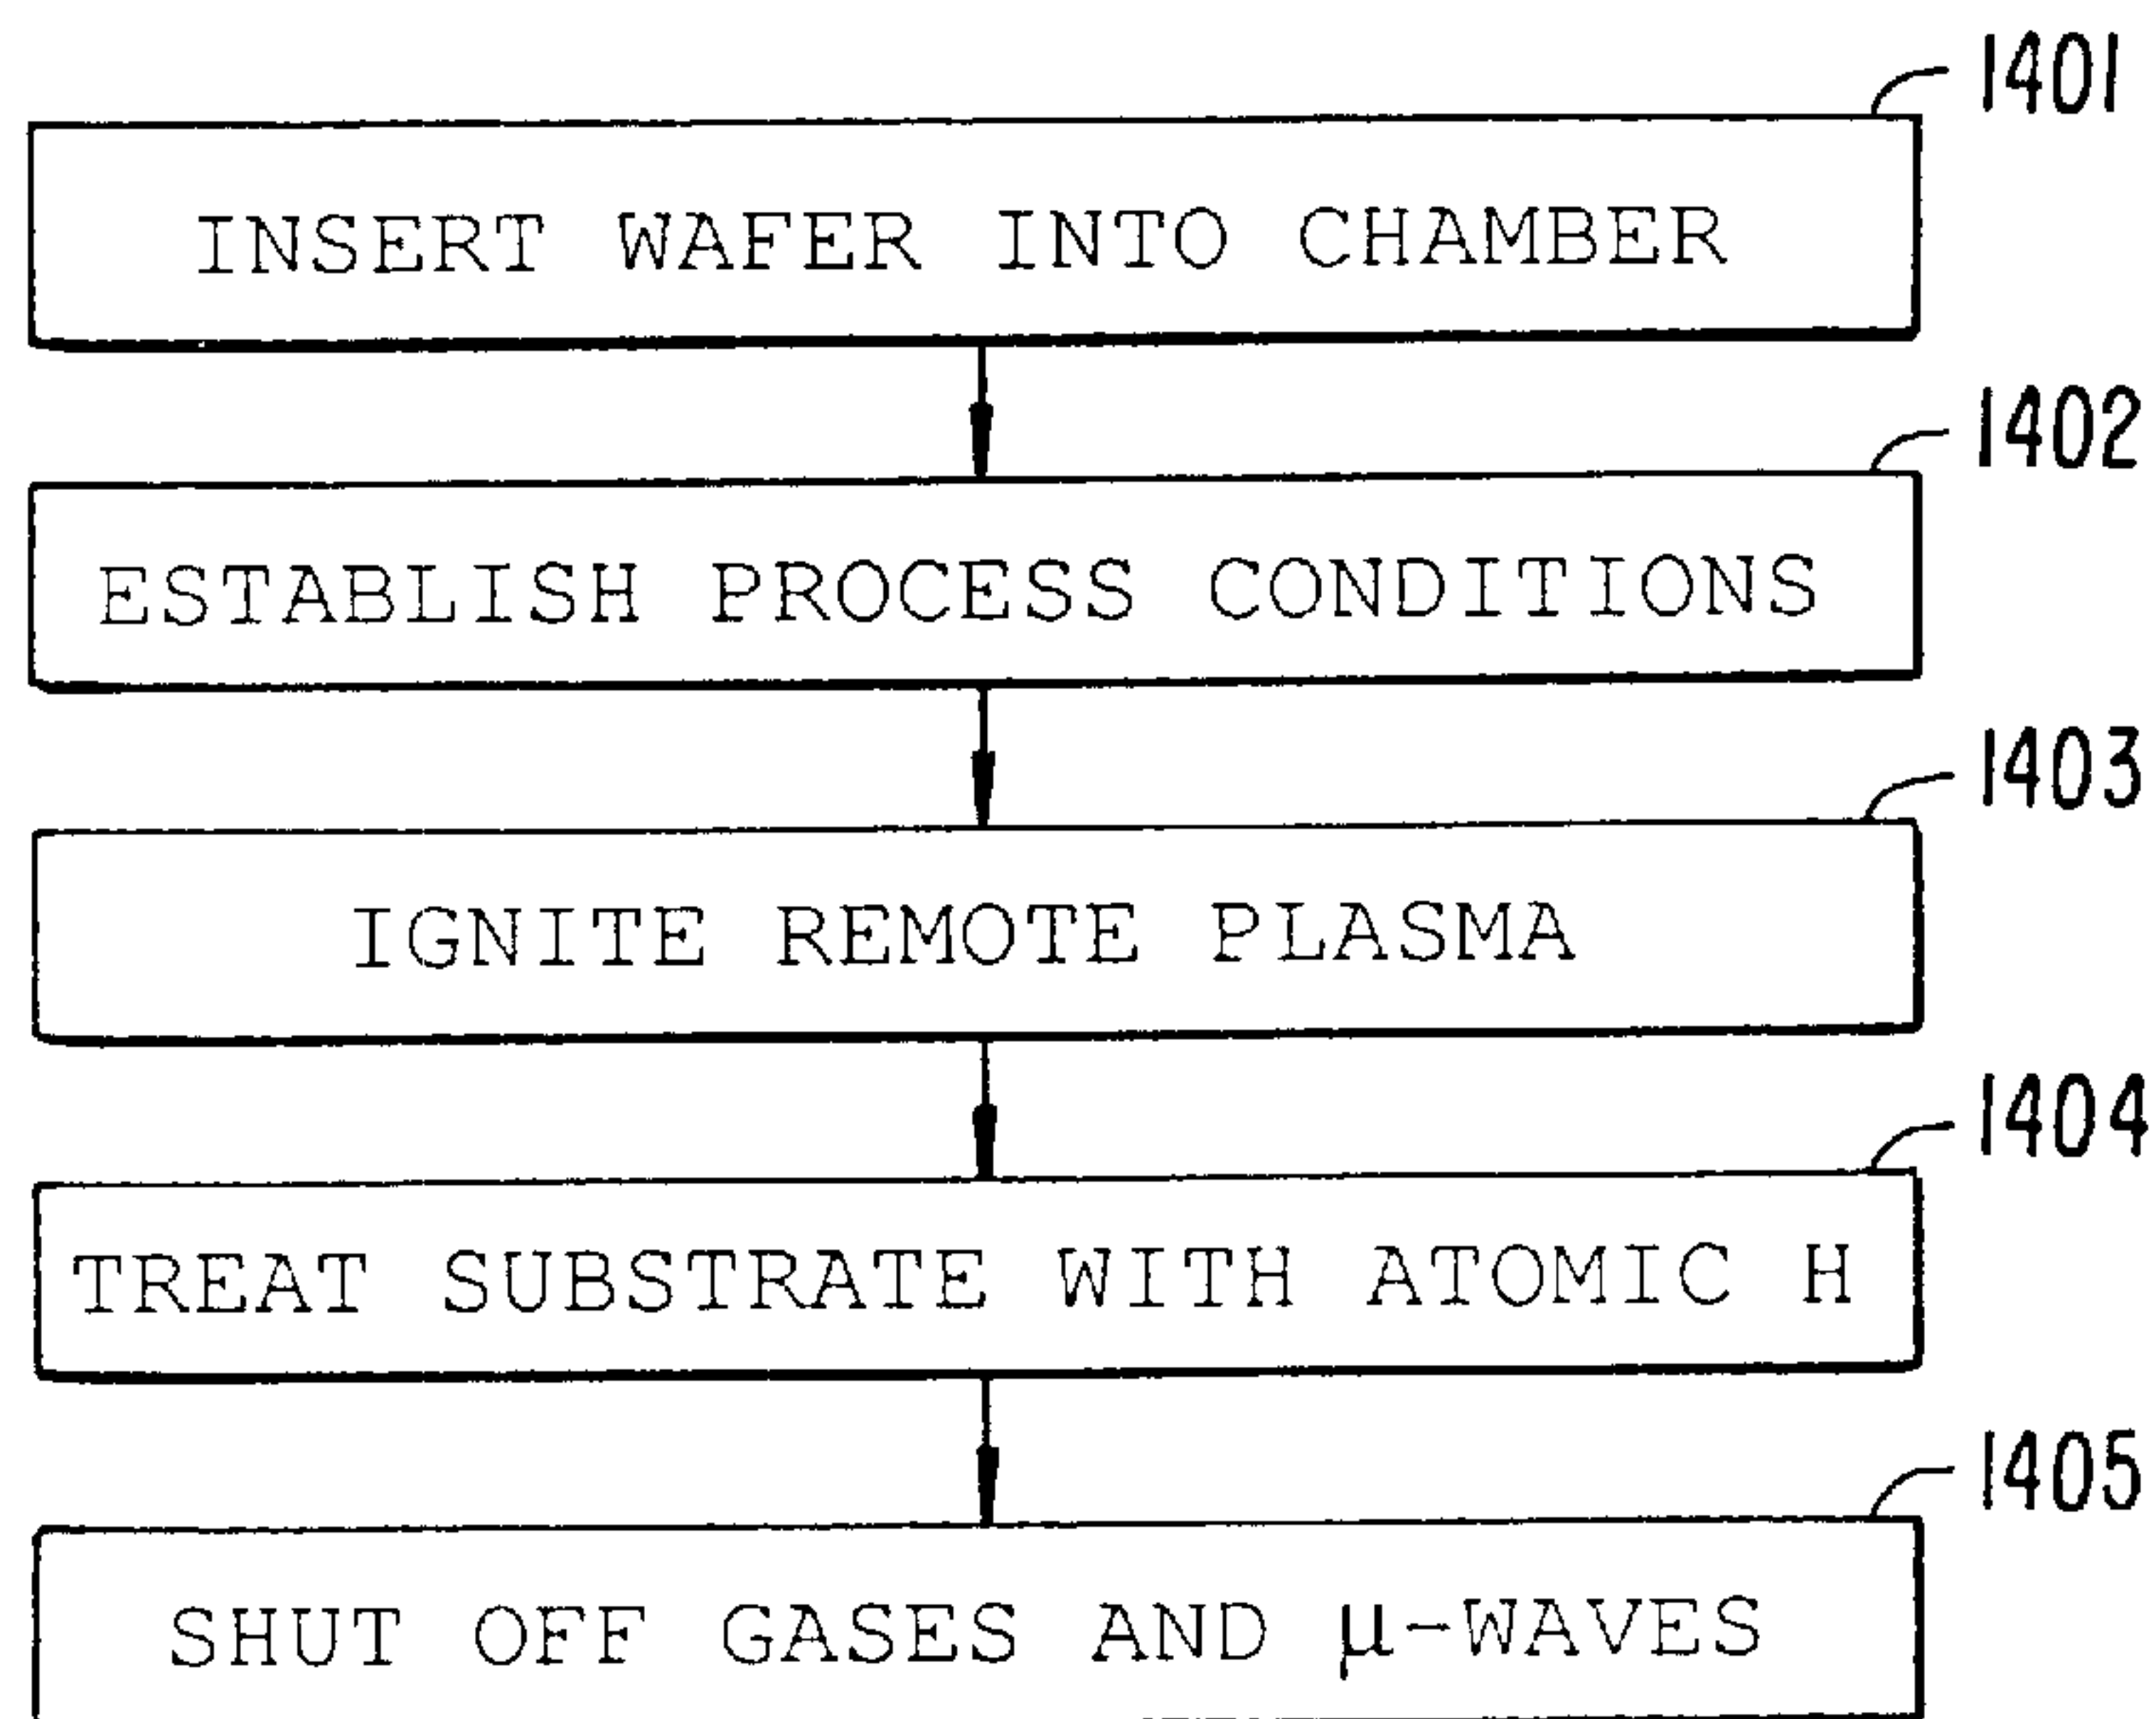 1401
INSERT WAFER INTO CHAMBER
1402
ESTABLISH PROCESS CONDITIONS
1403
IGNITE REMOTE PLASMA
1404
TREAT SUBSTRATE WITH ATOMIC H
1405
SHUT OFF GASES AND μ-WAVES